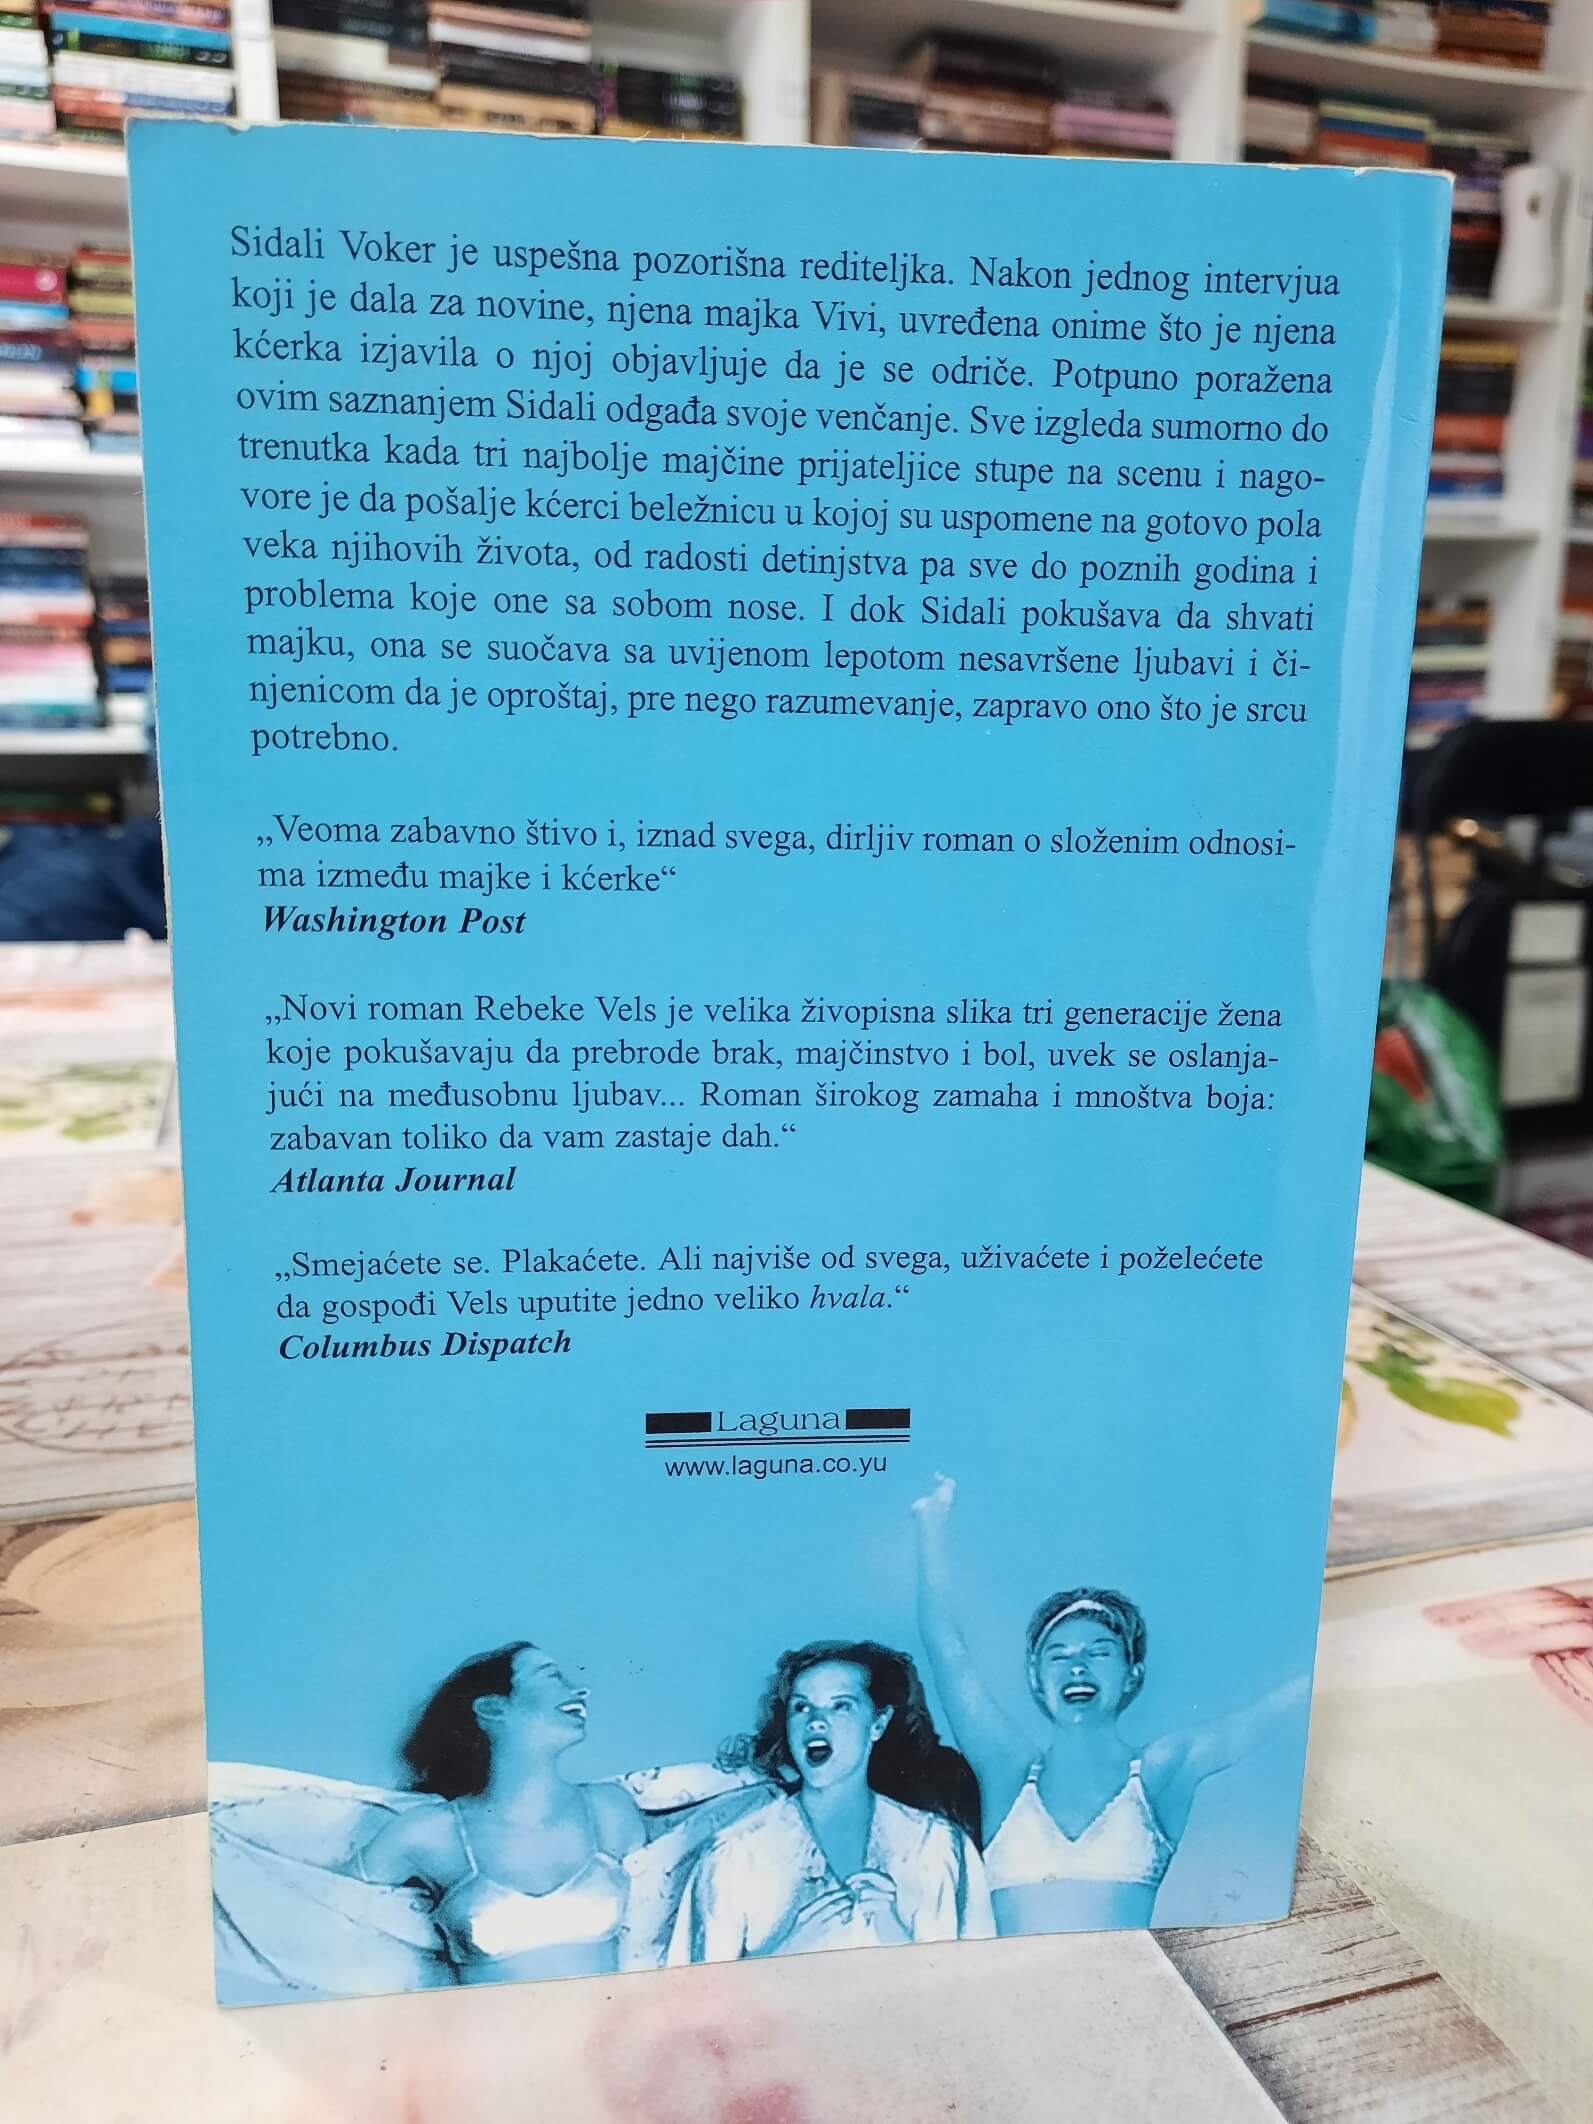 Sidali Voker je uspešna pozorišna rediteljka. Nakon jednog intervjua
koji je dala za novine, njena majka Vivi, uvređena onime što je njena
kćerka izjavila o njoj objavljuje da je se odriče. Potpuno poražena
ovim saznanjem Sidali odgađa svoje venčanje. Sve izgleda sumorno do
trenutka kada tri najbolje majčine prijateljice stupe na scenu i nago-
vore je da pošalje kćerci beležnicu u kojoj su uspomene na gotovo pola
veka njihovih života, od radosti detinjstva pa sve do poznih godina i
problema koje one sa sobom nose. I dok Sidali pokušava da shvati
majku, ona se suočava sa uvijenom lepotom nesavršene ljubavi i či-
njenicom da je oproštaj, pre nego razumevanje, zapravo ono što je srcu
potrebno.
„Veoma zabavno štivo i, iznad svega, dirljiv roman o složenim odnosi-
ma između majke i kćerke“
Washington Post
„Novi roman Rebeke Vels je velika živopisna slika tri generacije žena
koje pokušavaju da prebrode brak, majčinstvo i bol, uvek se oslanja-
jući na međusobnu ljubav... Roman širokog zamaha i mnoštva boja:
zabavan toliko da vam zastaje dah.“
Atlanta Journal
„Smejaćete se. Plakaćete. Ali najviše od svega, uživaćete i poželećete
da gospođi Vels uputite jedno veliko hvala.“
Columbus Dispatch
Laguna
www.laguna.co.yu